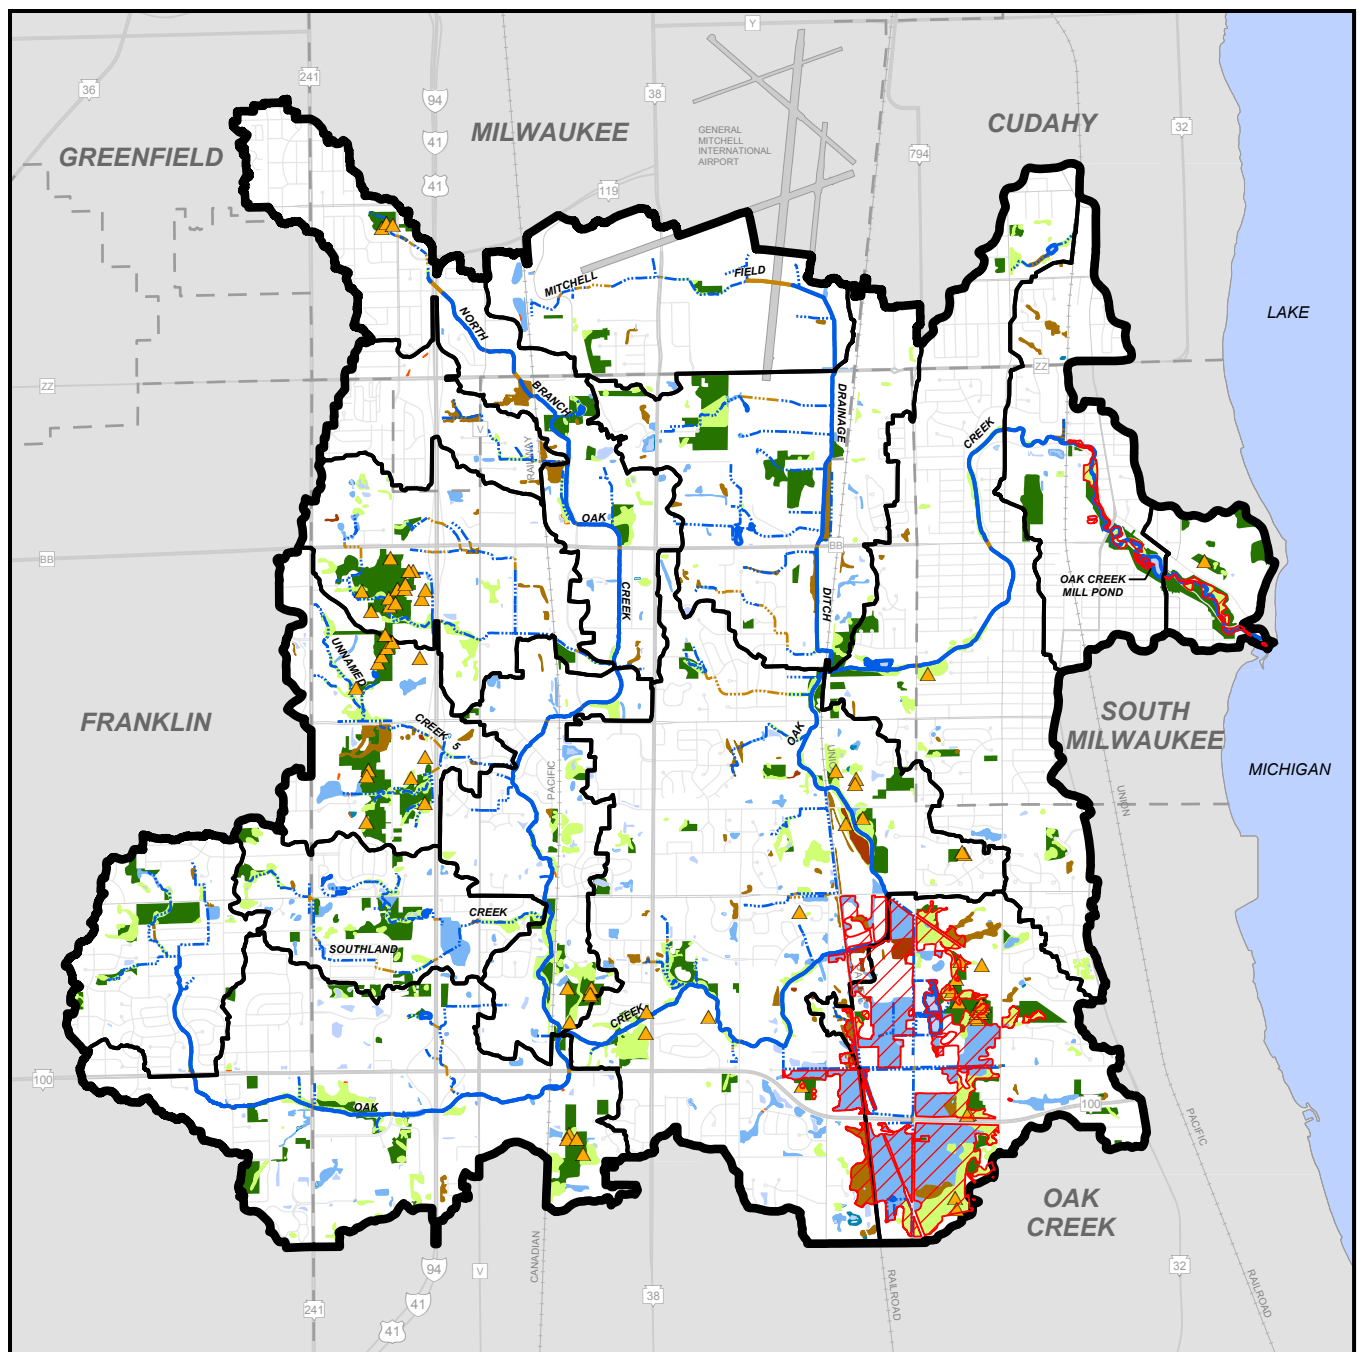 Y
241
36
94
38
MILWAUKEE
CUDAHY
GENERAL
MITCHELL
INTERNATIONAL
AIRPORT
32
41
794
GREENFIELD
41
119
MITCHELL
FIELD
NORTH
LAKE
ZZ
ZZ
BRANCH
DRAINAGE
V
CREEK
RAILWAY
OAK
BB
BB
OAK CREEK
MILL POND
CREEK
DITCH
UNNAMED
FRANKLIN
CREEK 5
OAK
SOUTH
MILWAUKEE
UNION
PACIFIC
MICHIGAN
UNION
CREEK
SOUTHLAND
CREEK
100
OAK
100
PACIFIC
OAK
CREEK
CANADIAN
94
V
32
RAILROAD
RAILROAD
38
241
41
41